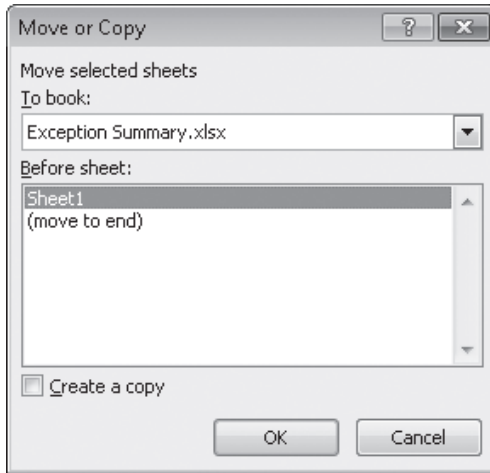 Move or Copy
?
Move selected sheets
To book:
Exception Summary.xlsx
Before sheet:
Sheet1
(move to end)
Create a copy
OK Cancel